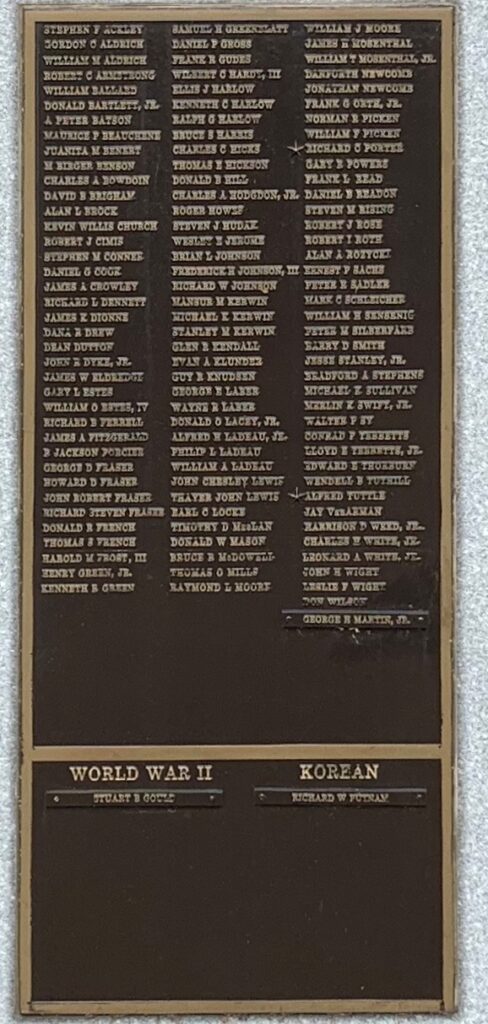 STEPHEN F ACKLEY
GORDON C ALDRICH
WILLIAM M ALDRICH
ROBERT C ARMSTRONG
WILLIAM BALLARD
DONALD BARTLETT, JR.
A PETER BATSON
MAURICE P BEAUCHENE
JUANITA M BENERT
M BIRGER BENSON
CHARLES A BOWDOIN
DAVID B BRIGHAM
ALAN L BROCK
KEVIN WILLIS CHURCH
ROBERT J CIMIS
STEPHEN M CONNER
DANIEL G COOK
JAMES A CROWLEY
RICHARD L DENNETT
JAMES E DIONNE
DANA R DREW
DEAN DUTTON
JOHN R DYKE, JR.
JAMES W ELDREDGE
GARY L ESTES
WILLIAM O ESTES, IV
RICHARD B FERRELL
JAMES A FITZGERALD
B JACKSON FORCIER
GEORGE D FRASER
HOWARD D FRASER
JOHN ROBERT FRASER
RICHARD STEVEN FRASER
DONALD R FRENCH
THOMAS S FRENCH
HAROLD M FROST, III
HENRY GREEN, JR.
KENNETH R GREEN
SAMUEL H GREENBLATT
DANIEL P GROSS
FRANK R GUDES
WILBERT C HARDY, III
ELLIS J HARLOW
KENNETH C HARLOW
RALPH G HARLOW
BRUCE S HARRIS
CHARLES C HICKS
THOMAS E HICKSON
DONALD B HILL
CHARLES A HODGDON, JR.
ROGER HOWES
STEVEN J HUDAK
WESLEY E JEROME
BRIAN L JOHNSON
FREDERICK H JOHNSON, III
RICHARD W JOHNSON
MANSUR M KERWIN
MICHAEL E KERWIN
STANLEY M KERWIN
GLEN R KENDALL
EVAN A KLUNDER
GUY R KNUDSEN
GEORGE E LABER
WAYNE R LABER
DONALD O LACEY, JR.
ALFRED H LADEAU, JR.
PHILIP L LADEAU
WILLIAM A LADEAU
JOHN CHESLEY LEWIS
THAYER JOHN LEWIS
EARL C LOCKE
TIMOTHY D
DONALD W MASON
BRUCE R McDOWELL
THOMAS O MILLS
RAYMOND L MOORE
WILLIAM J MOORE
JAMES H MOSENTHAL
WILLIAM T MOSENTHAL, JR.
DANFORTH NEWCOMB
JONATHAN NEWCOMB
FRANK G ORTH, JR.
NORMAN R PICKEN
WILLIAM F PICKEN
RICHARD C PORTER
GARY R POWERS
FRANK L READ
DANIEL B REARDON
STEVEN M RISING
ROBERT J ROSE
ROBERT I ROTH
ALAN A ROZYCKI
ERNEST P SACHS
PETER R SADLER
MARK C SCHLEICHER
WILLIAM H SENSENIG
PETER M SILBERFARB
BARRY D SMITH
JESSE STANLEY, JR.
BRADFORD A STEPHENS
MICHAEL K SULLIVAN
MERLIN K SWIFT, JR.
WALTER F SY
CONRAD F TEBBETTS
LLOYD E TEBBETTS, JR.
EDWARD E THORBURN
WENDELL B TUTHILL
ALFRED TUTTLE
JAY VanARMAN
HARRISON D WEED, JR.
CHARLES H WHITE, JR.
LEONARD A WHITE, JR.
JOHN H WIGHT
LESLIE F WIGHT
DON WILSON
GEORGE H MARTIN, JR.
WORLD WAR II
STUART B GOULD
KOREAN
RICHARD W PUTNAM